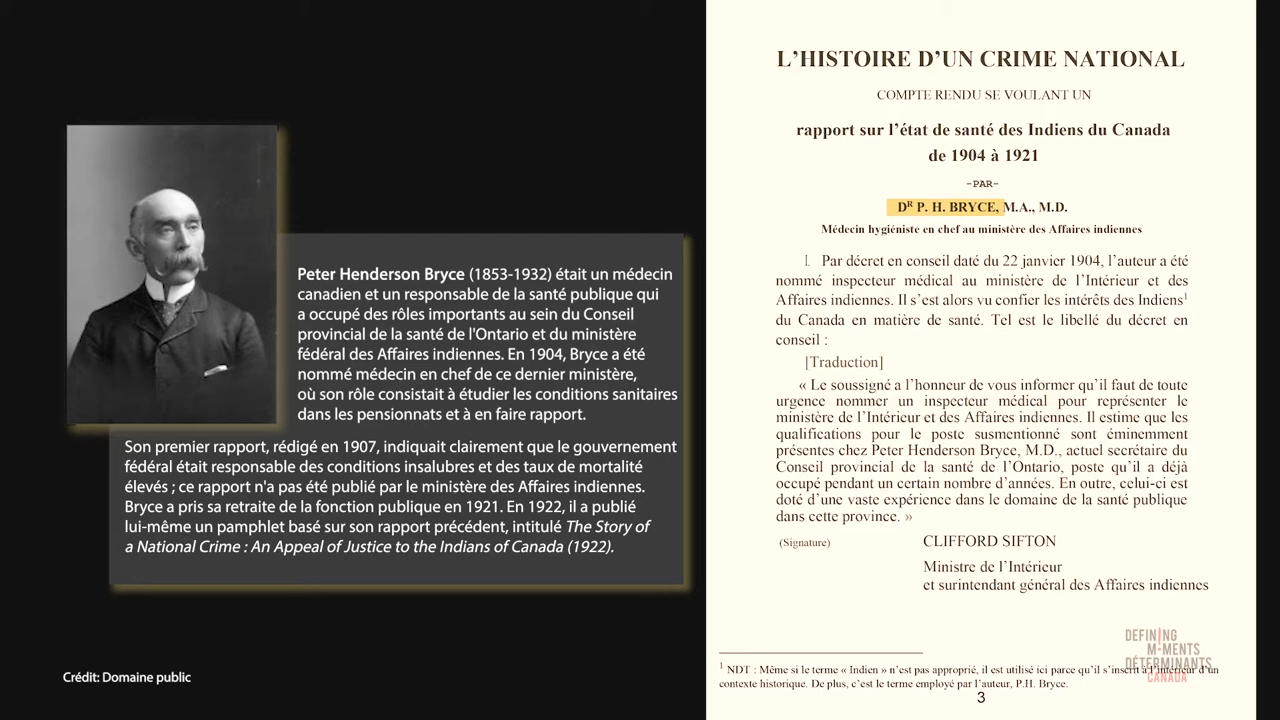 Peter Henderson Bryce (1853-1932) était un médecin
canadien et un responsable de la santé publique qui
a occupé des rôles importants au sein du Conseil
provincial de la santé de l'Ontario et du ministère
fédéral des Affaires indiennes. En 1904, Bryce a été
nommé médecin en chef de ce dernier ministère,
où son rôle consistait à étudier les conditions sanitaires
dans les pensionnats et à en faire rapport.
Son premier rapport, rédigé en 1907, indiquait clairement que le gouvernement
fédéral était responsable des conditions insalubres et des taux de mortalité
élevés ; ce rapport n'a pas été publié par le ministère des Affaires indiennes.
Bryce a pris sa retraite de la fonction publique en 1921. En 1922, il a publié
lui-même un pamphlet basé sur son rapport précédent, intitulé The Story of
a National Crime : An Appeal of Justice to the Indians of Canada (1922).
Crédit: Domaine public
L'HISTOIRE D'UN CRIME NATIONAL
COMPTE RENDU SE VOULANT UN
rapport sur l'état de santé des Indiens du Canada
de 1904 à 1921
-PAR-
DR P. H. BRYCE, M.A., M.D.
Médecin hygiéniste en chef au ministère des Affaires indiennes
I. Par décret en conseil daté du 22 janvier 1904, l'auteur a été
nommé inspecteur médical au ministère de l'Intérieur et des
Affaires indiennes. Il s'est alors vu confier les intérêts des Indiens1
du Canada en matière de santé. Tel est le libellé du décret en
conseil :
[Traduction]
« Le soussigné a l'honneur de vous informer qu'il faut de toute
urgence nommer un inspecteur médical pour représenter le
ministère de l'Intérieur et des Affaires indiennes. Il estime que les
qualifications pour le poste susmentionné sont éminemment
présentes chez Peter Henderson Bryce, M.D., actuel secrétaire du
Conseil provincial de la santé de l'Ontario, poste qu'il a déjà
occupé pendant un certain nombre d'années. En outre, celui-ci est
doté d'une vaste expérience dans le domaine de la santé publique
dans cette province. »
(Signature) CLIFFORD SIFTON
Ministre de l'Intérieur
et surintendant général des Affaires indiennes
DEFINING
MOMENTS
DÉTERMINANTS
CANADA
1 NDT : Même si le terme « Indien » n'est pas approprié, il est utilisé ici parce qu'il s'inscrit à l'intérieur d'un
contexte historique. De plus, c'est le terme employé par l'auteur, P.H. Bryce.
3